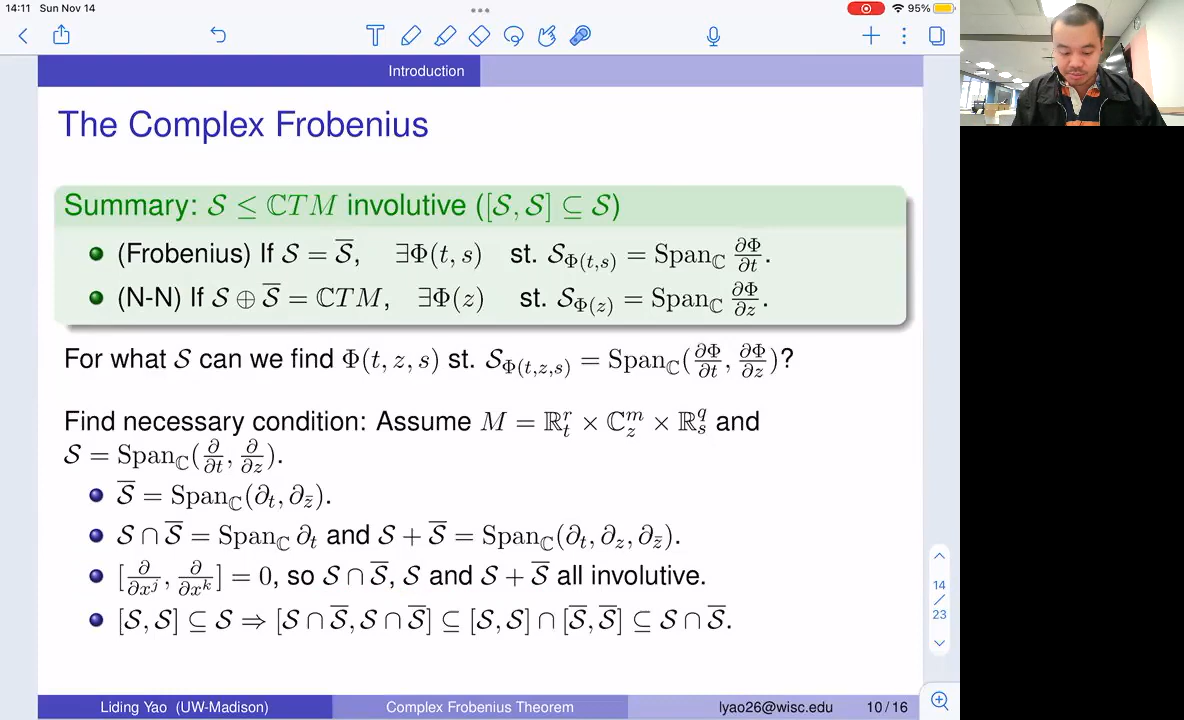 14:11 Sun Nov 14
95%
Introduction
The Complex Frobenius
Summary: 𝒮 ≤ ℂTM involutive ([𝒮, 𝒮] ⊆ 𝒮)
(Frobenius) If 𝒮 = 𝒮̅, ∃Φ(t, s) st. 𝒮_Φ(t,s) = Span_ℂ ∂Φ/∂t.
(N-N) If 𝒮 ⊕ 𝒮̅ = ℂTM, ∃Φ(z) st. 𝒮_Φ(z) = Span_ℂ ∂Φ/∂z.
For what 𝒮 can we find Φ(t, z, s) st. 𝒮_Φ(t,z,s) = Span_ℂ(∂Φ/∂t, ∂Φ/∂z)?
Find necessary condition: Assume M = ℝ^r_t × ℂ^m_z × ℝ^q_s and
𝒮 = Span_ℂ(∂/∂t, ∂/∂z).
𝒮̅ = Span_ℂ(∂_t, ∂_z̄).
𝒮 ∩ 𝒮̅ = Span_ℂ ∂_t and 𝒮 + 𝒮̅ = Span_ℂ(∂_t, ∂_z, ∂_z̄).
[∂/∂x^j, ∂/∂x^k] = 0, so 𝒮 ∩ 𝒮̅, 𝒮 and 𝒮 + 𝒮̅ all involutive.
[𝒮, 𝒮] ⊆ 𝒮 ⇒ [𝒮 ∩ 𝒮̅, 𝒮 ∩ 𝒮̅] ⊆ [𝒮, 𝒮] ∩ [𝒮̅, 𝒮̅] ⊆ 𝒮 ∩ 𝒮̅.
14
/
23
Liding Yao (UW-Madison)
Complex Frobenius Theorem
lyao26@wisc.edu
10 / 16